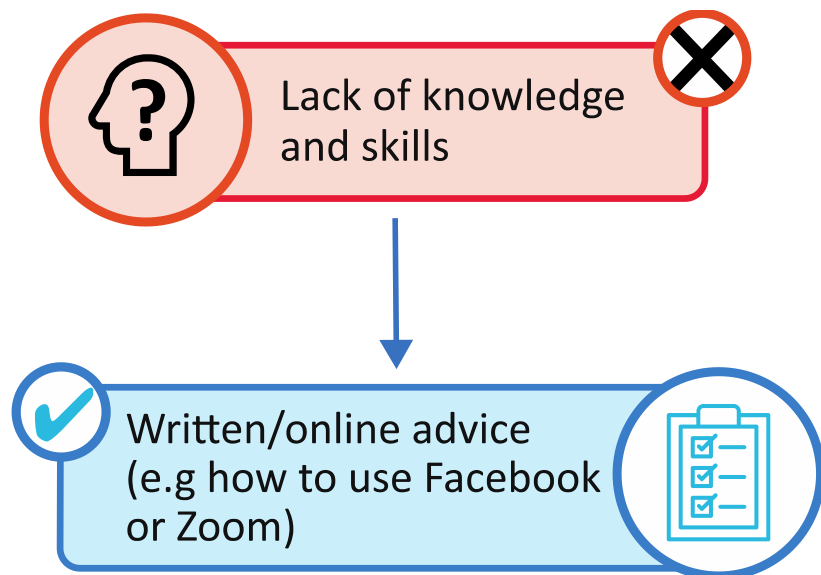 Lack of knowledge
and skills
Written/online advice
(e.g how to use Facebook
or Zoom)